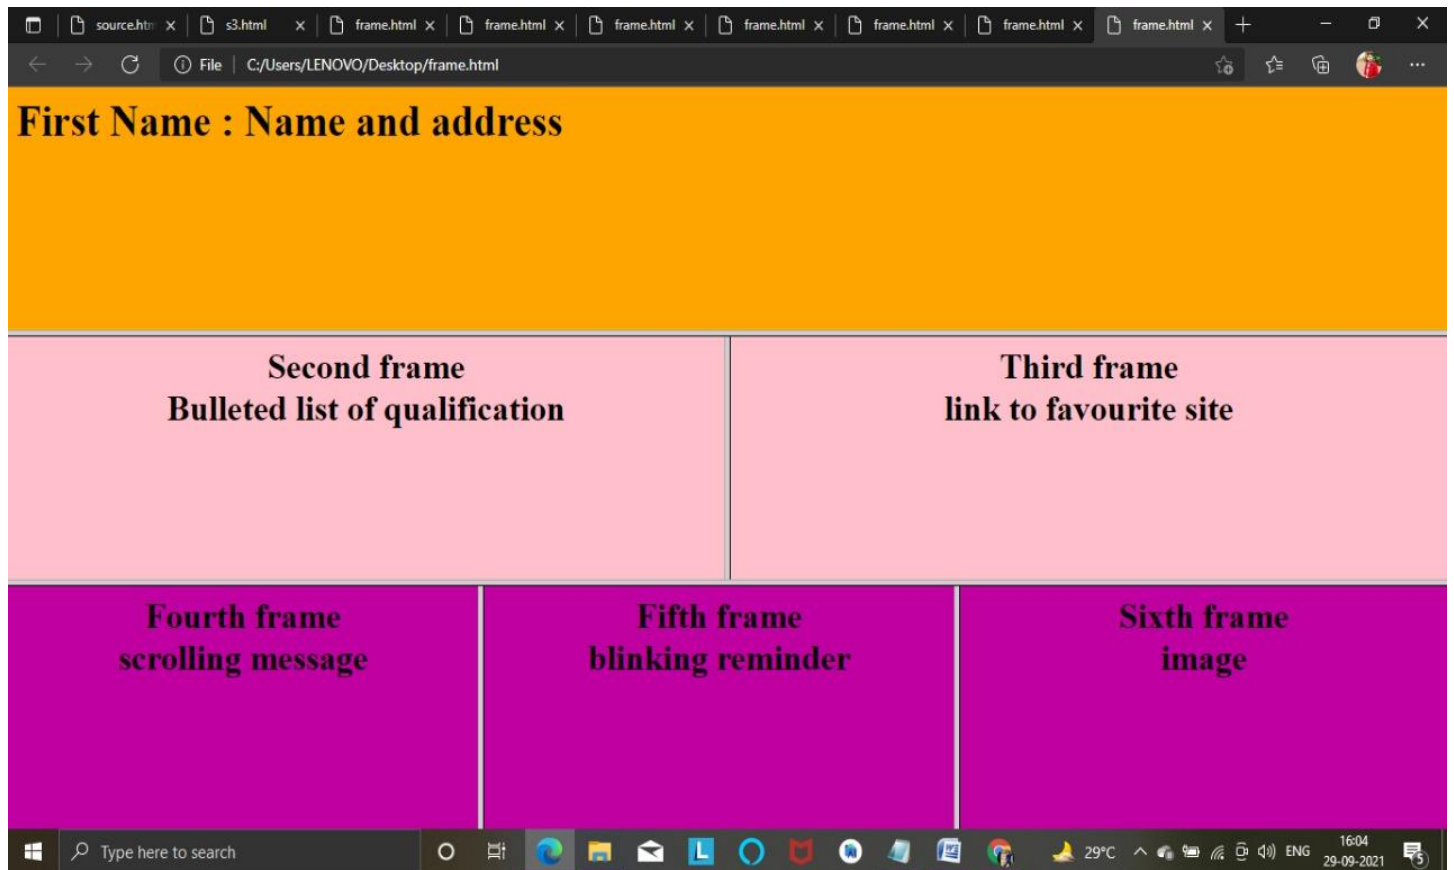 source.htm
s3.html
frame.html
frame.html
frame.html
frame.html
frame.html
frame.html
frame.html
File
C:/Users/LENOVO/Desktop/frame.html
First Name : Name and address
Second frame
Bulleted list of qualification
Third frame
link to favourite site
Fourth frame
scrolling message
Fifth frame
blinking reminder
Sixth frame
image
Type here to search
L
W
29°C
ENG
16:04
29-09-2021
5